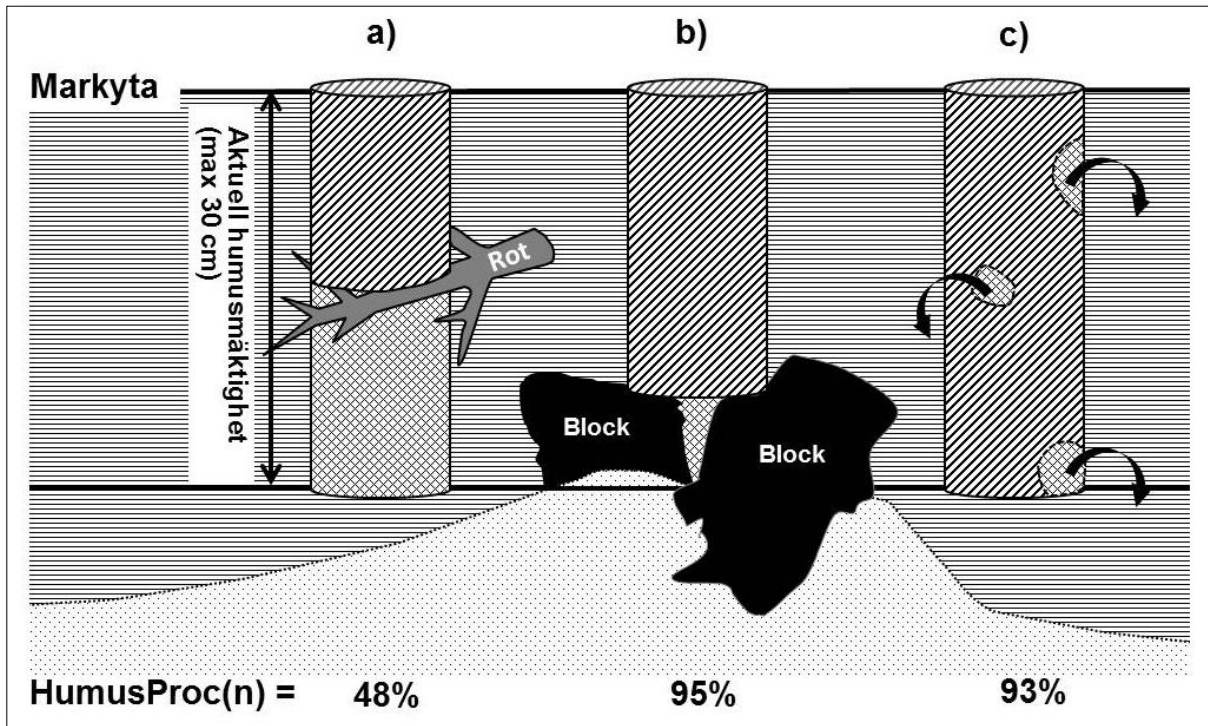 a) b) c)
Markyta
Aktuell humusmäktighet
(max 30 cm)
Rot
Block
Block
HumusProc(n) = 48% 95% 93%